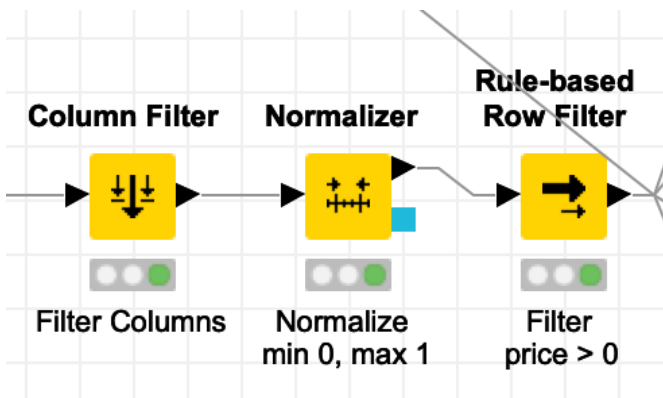 Column Filter
Normalizer
Rule-based
Row Filter
Filter Columns
Normalize
min 0, max 1
Filter
price > 0